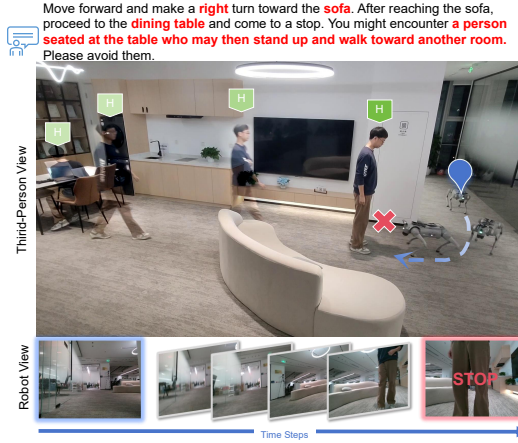 Move forward and make a right turn toward the sofa. After reaching the sofa,
proceed to the dining table and come to a stop. You might encounter a person
seated at the table who may then stand up and walk toward another room.
Please avoid them.
H
H
H
H
Thirid-Person View
Robot View
STOP
Time Steps